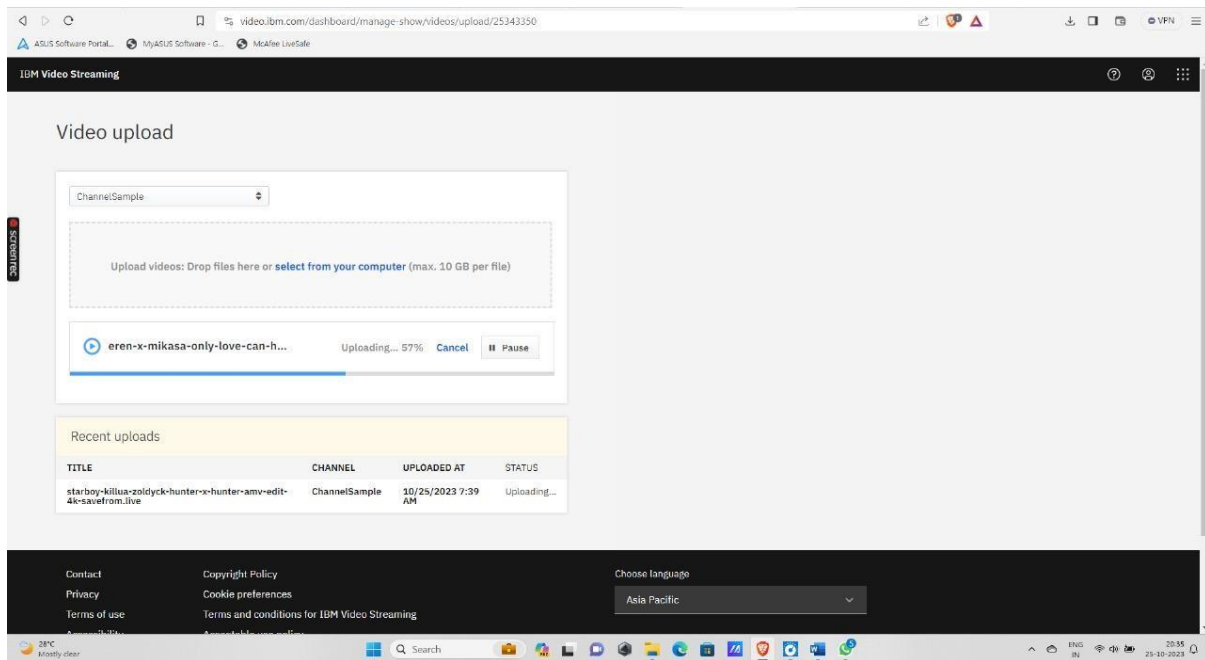 video.ibm.com/dashboard/manage-show/videos/upload/25343350
VPN
ASUS Software Portal...
MyASUS Software - G...
McAfee LiveSafe
IBM Video Streaming
Video upload
ChannelSample
screenrec
Upload videos: Drop files here or select from your computer (max. 10 GB per file)
eren-x-mikasa-only-love-can-h...
Uploading... 57%
Cancel
Pause
Recent uploads
TITLE CHANNEL UPLOADED AT STATUS
starboy-killua-zoldyck-hunter-x-hunter-amv-edit- ChannelSample 10/25/2023 7:39 Uploading...
4k-savefrom.live AM
Contact Copyright Policy Choose language
Privacy Cookie preferences Asia Pacific
Terms of use Terms and conditions for IBM Video Streaming
28°C
Mostly clear
Search
ENG
IN
20:35
25-10-2023